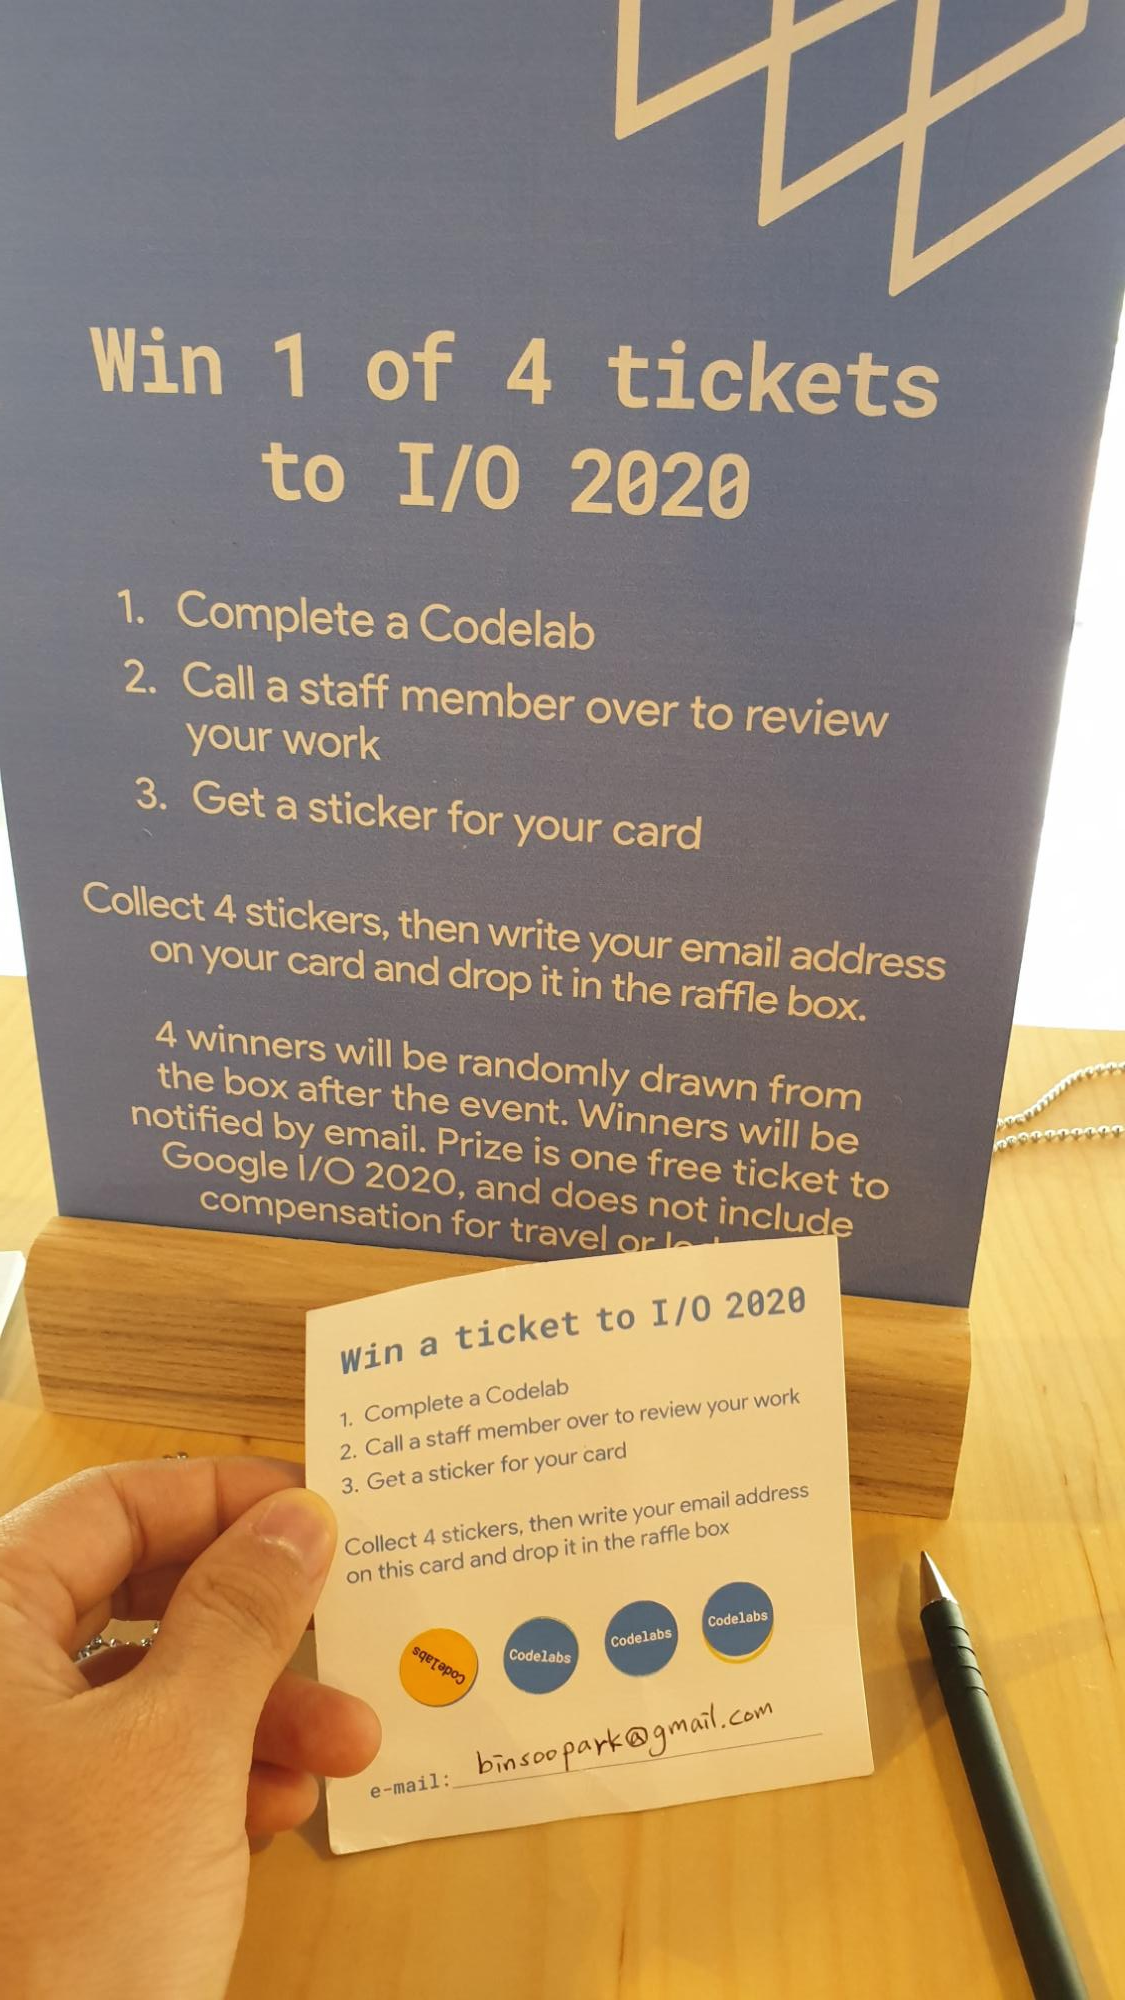 Win 1 of 4 tickets
to I/O 2020
1. Complete a Codelab
2. Call a staff member over to review
your work
3. Get a sticker for your card
Collect 4 stickers, then write your email address
on your card and drop it in the raffle box.
4 winners will be randomly drawn from
the box after the event. Winners will be
notified by email. Prize is one free ticket to
Google I/O 2020, and does not include
compensation for travel or
Win a ticket to I/O 2020
1. Complete a Codelab
2. Call a staff member over to review your work
3. Get a sticker for your card
Collect 4 stickers, then write your email address
on this card and drop it in the raffle box
Codelabs Codelabs Codelabs Codelabs
e-mail: binsoopark@gmail.com